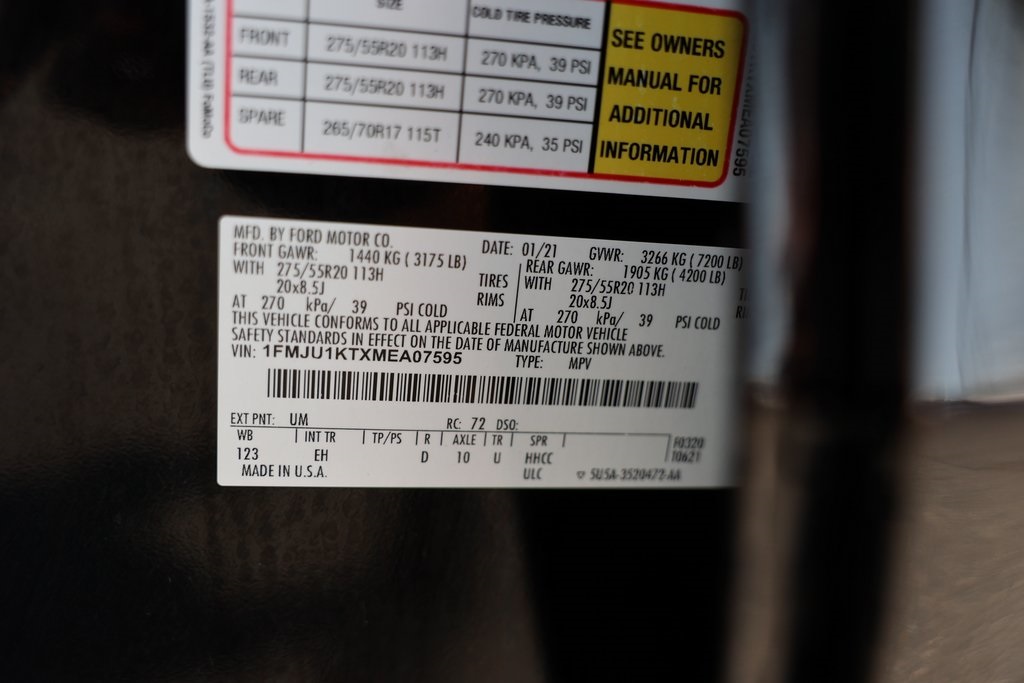 SIZE COLD TIRE PRESSURE
FRONT 275/55R20 113H 270 KPA, 39 PSI
REAR 275/55R20 113H 270 KPA, 39 PSI
SPARE 265/70R17 115T 240 KPA, 35 PSI
SEE OWNERS
MANUAL FOR
ADDITIONAL
INFORMATION
MFD. BY FORD MOTOR CO. DATE: 01/21 GVWR: 3266 KG ( 7200 LB)
FRONT GAWR: 1440 KG ( 3175 LB) REAR GAWR: 1905 KG ( 4200 LB)
WITH 275/55R20 113H TIRES WITH 275/55R20 113H
20x8.5J RIMS 20x8.5J
AT 270 kPa/ 39 PSI COLD AT 270 kPa/ 39 PSI COLD
THIS VEHICLE CONFORMS TO ALL APPLICABLE FEDERAL MOTOR VEHICLE
SAFETY STANDARDS IN EFFECT ON THE DATE OF MANUFACTURE SHOWN ABOVE.
VIN: 1FMJU1KTXMEA07595 TYPE: MPV
EXT PNT: UM RC: 72 DSO:
WB INT TR TP/PS R AXLE TR SPR F0320
123 EH D 10 U HHCC T0621
MADE IN U.S.A. ULC 5U5A-3520472-AA